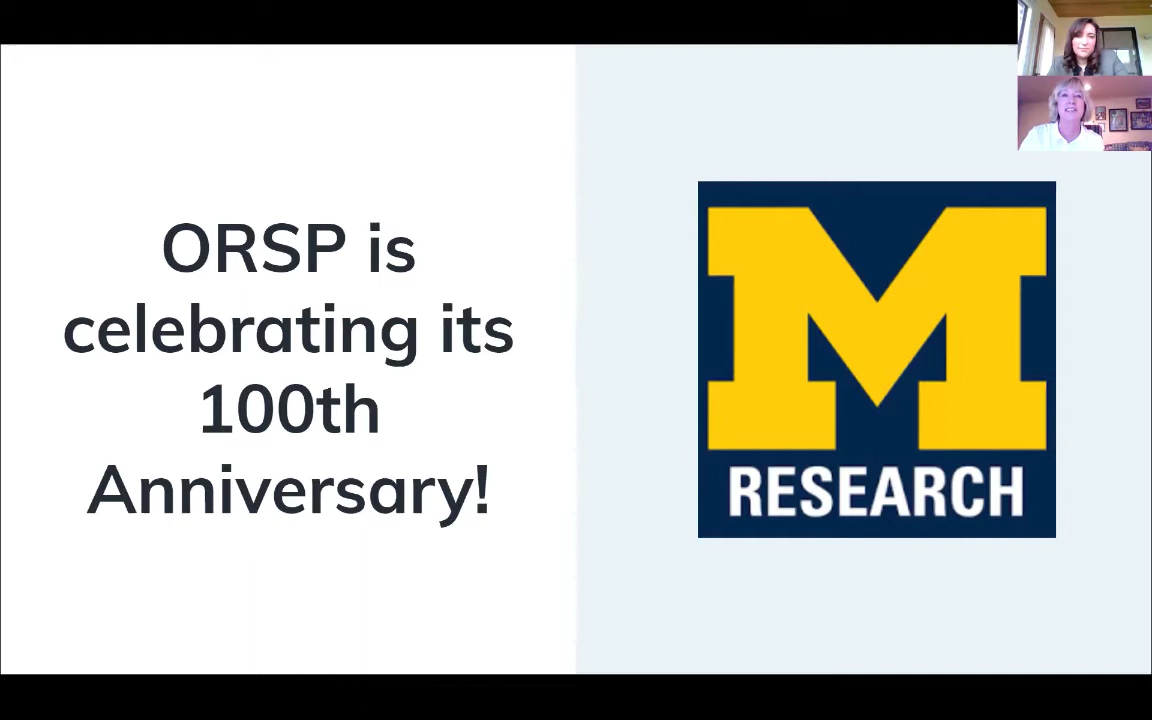 ORSP is
celebrating its
100th
Anniversary!
M
RESEARCH